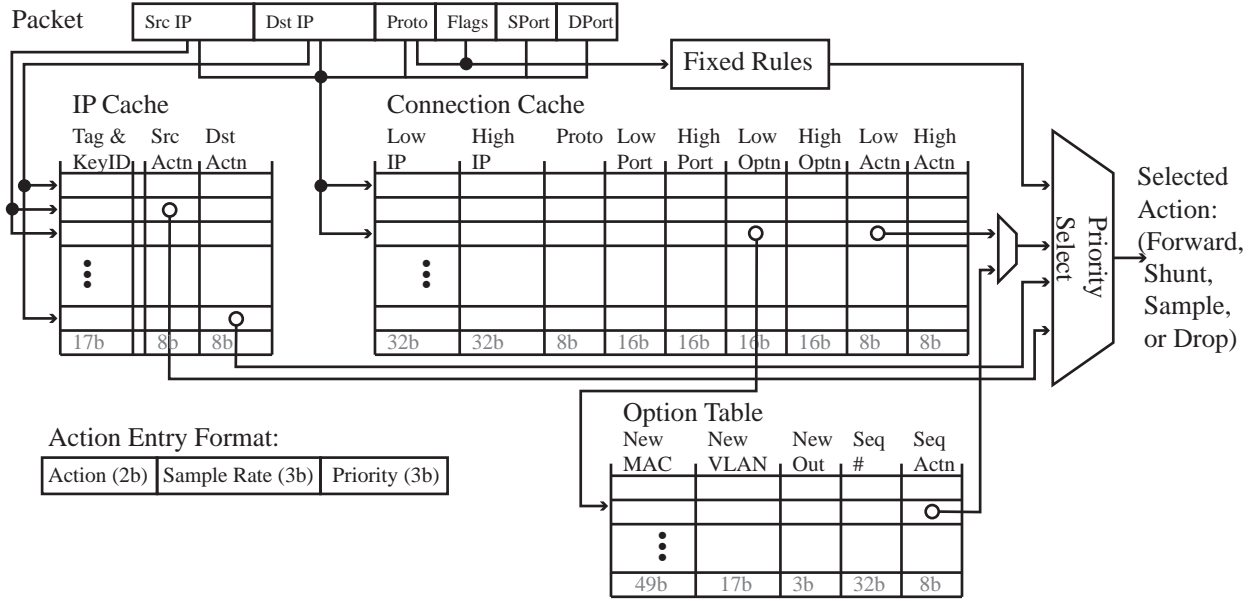 Packet
Src IP
Dst IP
Proto
Flags
SPort
DPort
Fixed Rules
IP Cache
Tag &
KeyID
Src
Actn
Dst
Actn
17b
8b
8b
Connection Cache
Low
IP
High
IP
Proto
Low
Port
High
Port
Low
Optn
High
Optn
Low
Actn
High
Actn
32b
32b
8b
16b
16b
16b
16b
8b
8b
Priority
Select
Selected
Action:
(Forward,
Shunt,
Sample,
or Drop)
Action Entry Format:
Action (2b)
Sample Rate (3b)
Priority (3b)
Option Table
New
MAC
New
VLAN
New
Out
Seq
#
Seq
Actn
49b
17b
3b
32b
8b